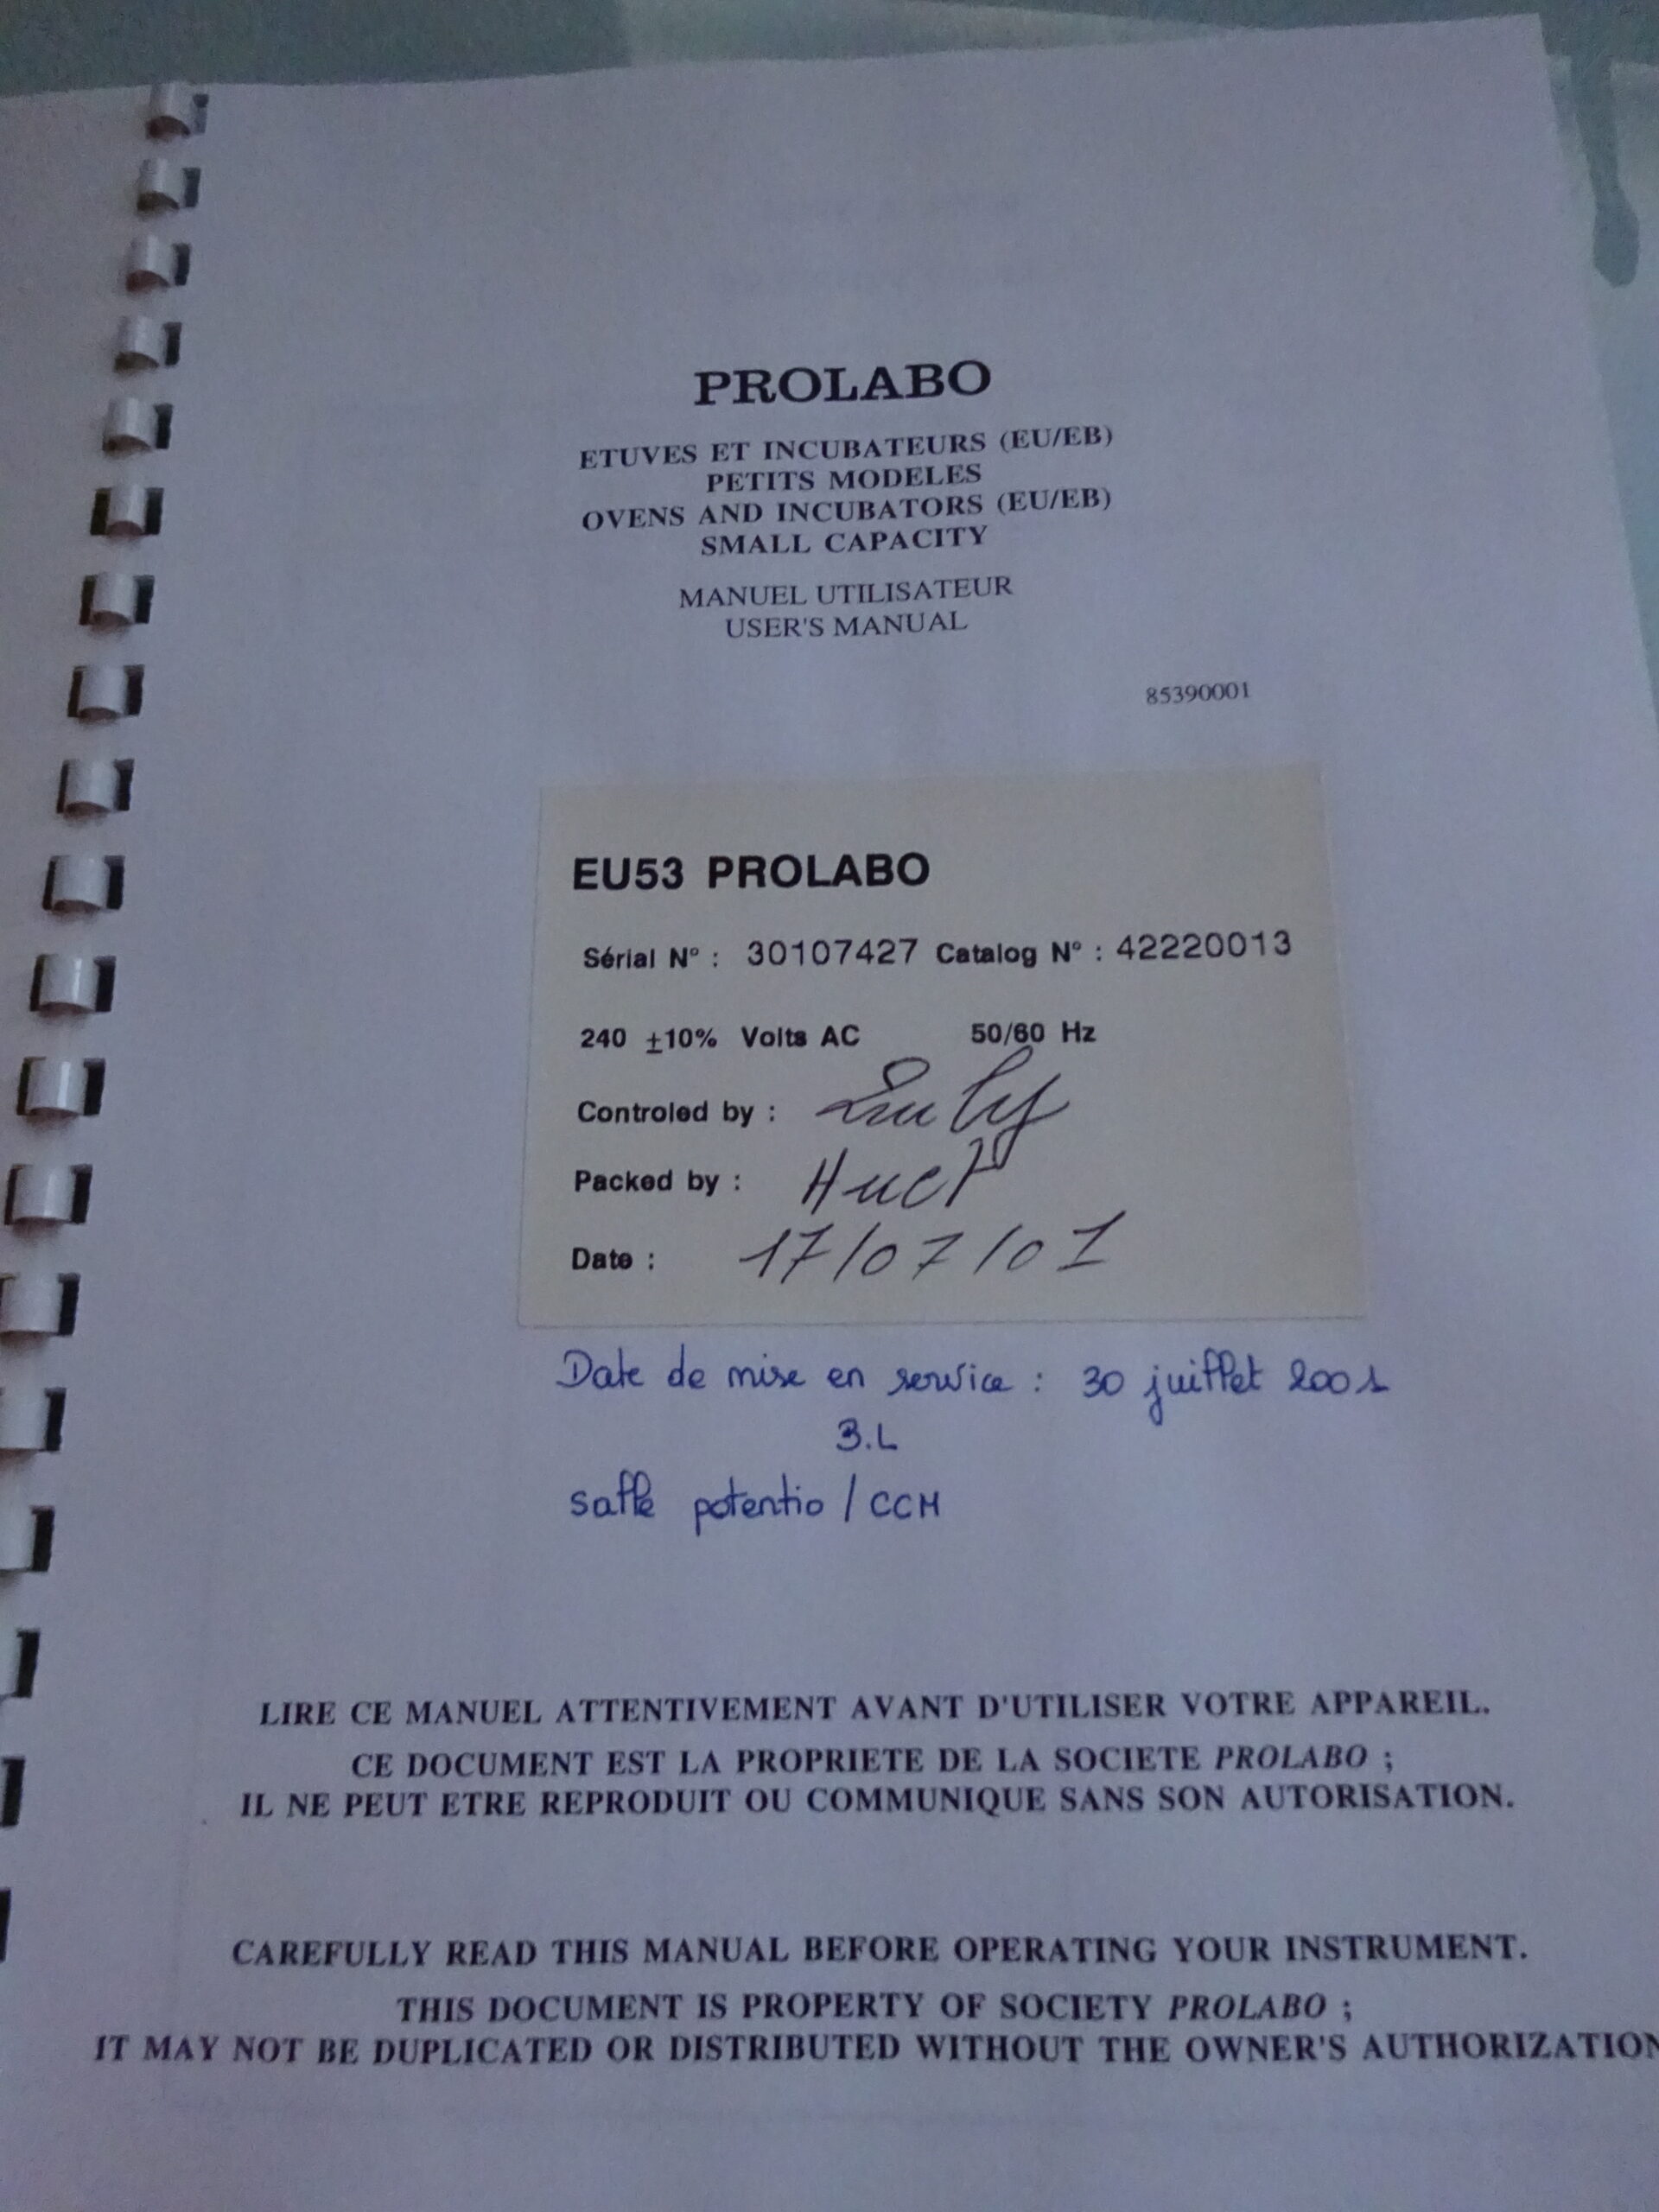 PROLABO
ETUVES ET INCUBATEURS (EU/EB)
PETITS MODELES
OVENS AND INCUBATORS (EU/EB)
SMALL CAPACITY
MANUEL UTILISATEUR
USER'S MANUAL
85390001
EU53 PROLABO
Sérial N° : 30107427 Catalog N° : 42220013
240 ±10% Volts AC 50/60 Hz
Controled by :
Packed by :
Date : 17/07/01
Date de mise en service : 30 juillet 2001
B.L
salle potentio / CCM
LIRE CE MANUEL ATTENTIVEMENT AVANT D'UTILISER VOTRE APPAREIL.
CE DOCUMENT EST LA PROPRIETE DE LA SOCIETE PROLABO ;
IL NE PEUT ETRE REPRODUIT OU COMMUNIQUE SANS SON AUTORISATION.
CAREFULLY READ THIS MANUAL BEFORE OPERATING YOUR INSTRUMENT.
THIS DOCUMENT IS PROPERTY OF SOCIETY PROLABO ;
IT MAY NOT BE DUPLICATED OR DISTRIBUTED WITHOUT THE OWNER'S AUTHORIZATION